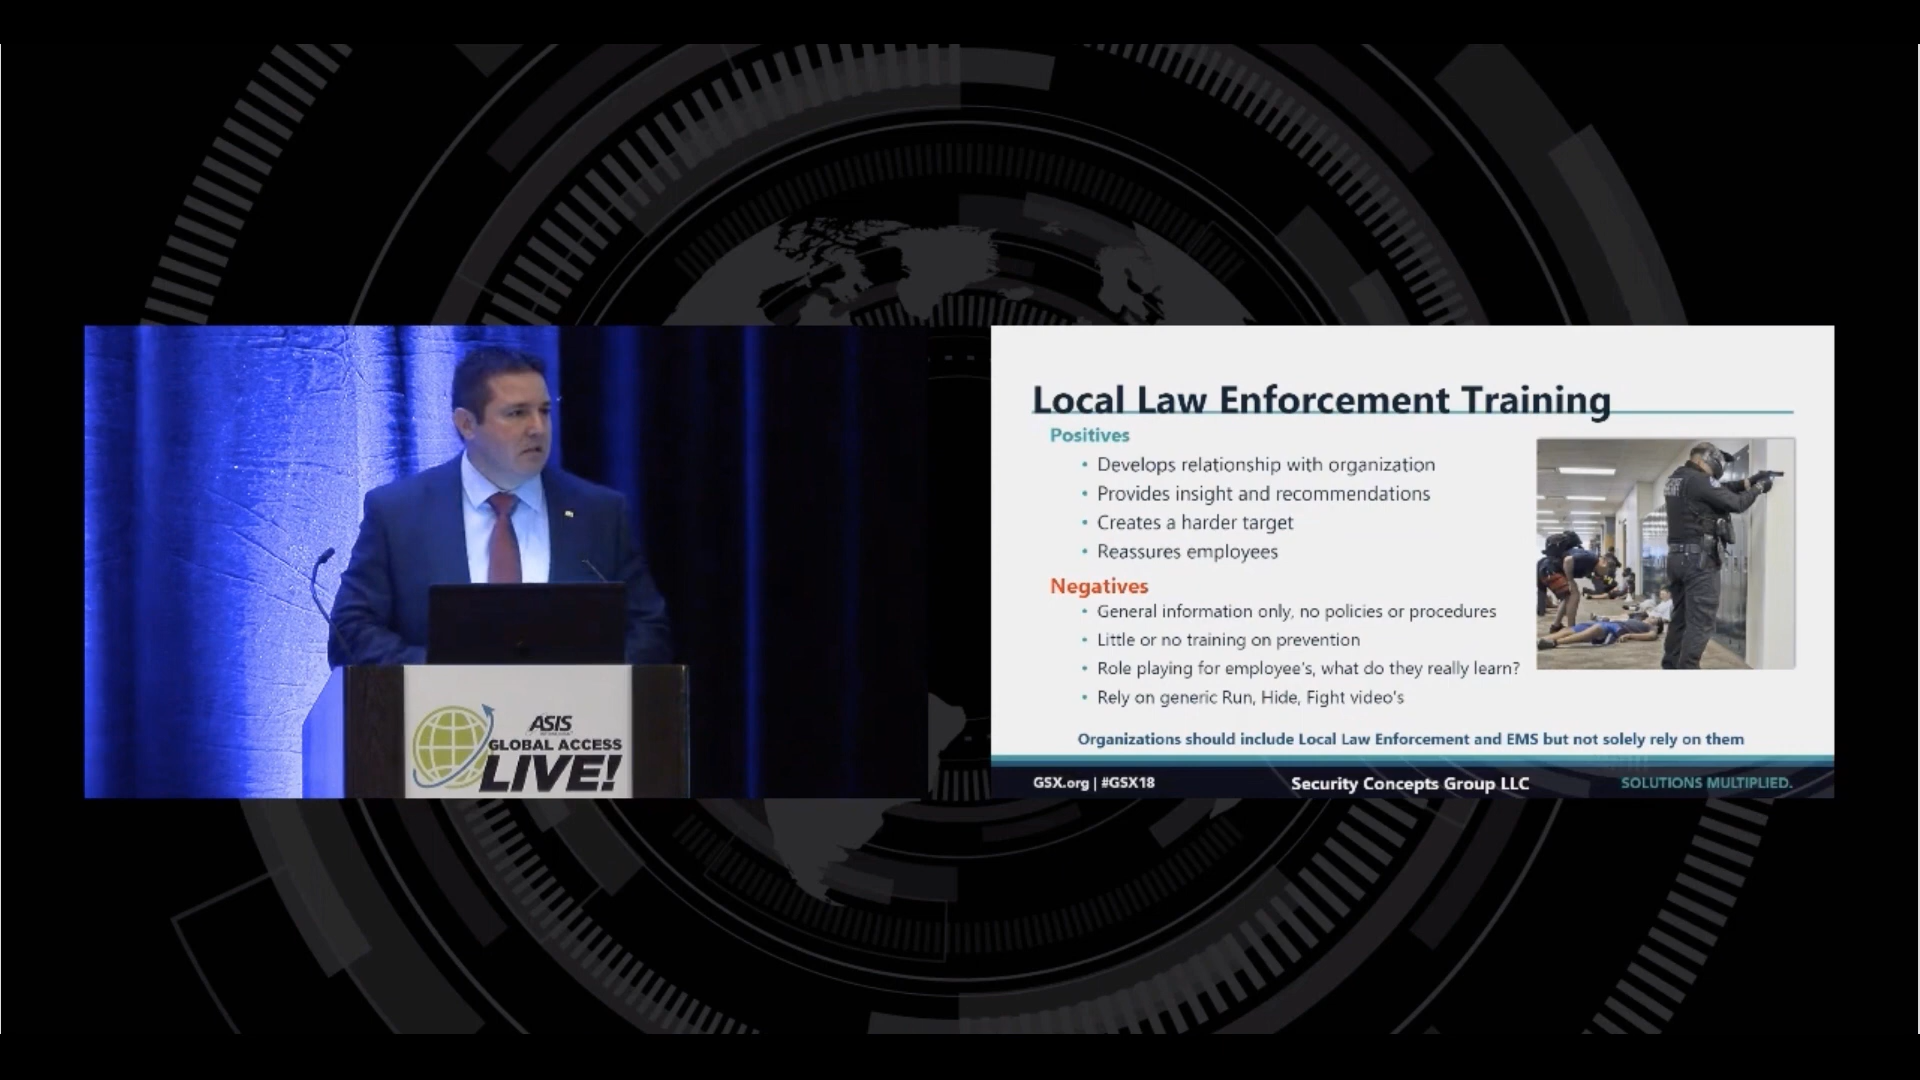 Local Law Enforcement Training
Positives
• Develops relationship with organization
• Provides insight and recommendations
• Creates a harder target
• Reassures employees
Negatives
• General information only, no policies or procedures
• Little or no training on prevention
• Role playing for employee's, what do they really learn?
• Rely on generic Run, Hide, Fight video's
Organizations should include Local Law Enforcement and EMS but not solely rely on them
GSX.org | #GSX18
Security Concepts Group LLC
SOLUTIONS MULTIPLIED.
ASIS
GLOBAL ACCESS
LIVE!